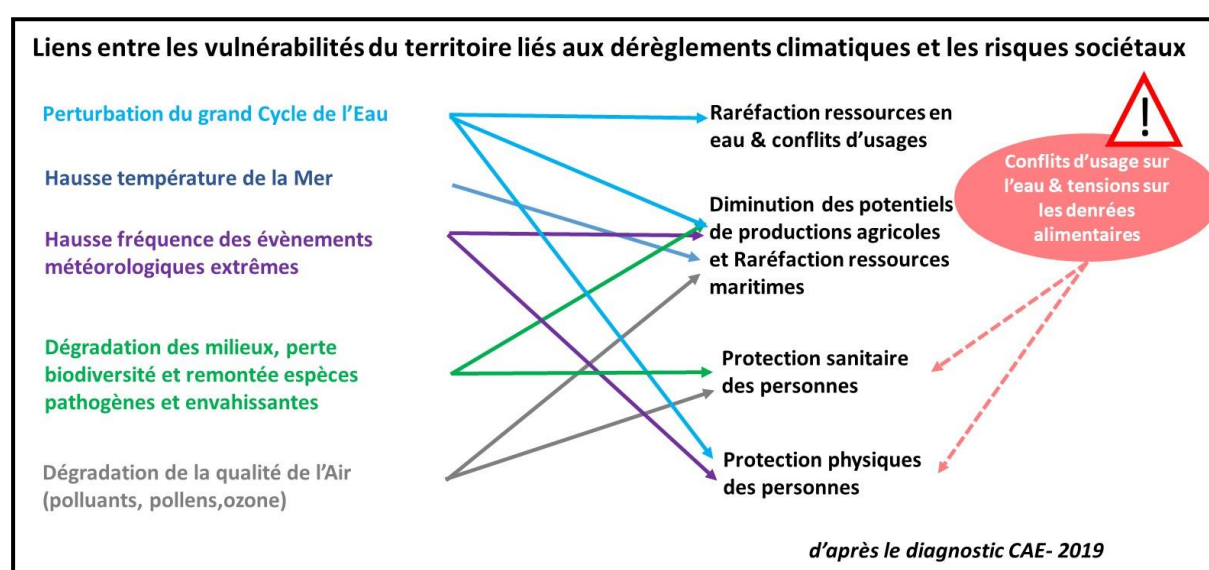 Liens entre les vulnérabilités du territoire liés aux dérèglements climatiques et les risques sociétaux
Perturbation du grand Cycle de l'Eau
Hausse température de la Mer
Hausse fréquence des évènements
météorologiques extrêmes
Dégradation des milieux, perte
biodiversité et remontée espèces
pathogènes et envahissantes
Dégradation de la qualité de l'Air
(polluants, pollens,ozone)
Raréfaction ressources en
eau & conflits d'usages
Diminution des potentiels
de productions agricoles
et Raréfaction ressources
maritimes
Protection sanitaire
des personnes
Protection physiques
des personnes
!
Conflits d'usage sur
l'eau & tensions sur
les denrées
alimentaires
d'après le diagnostic CAE- 2019